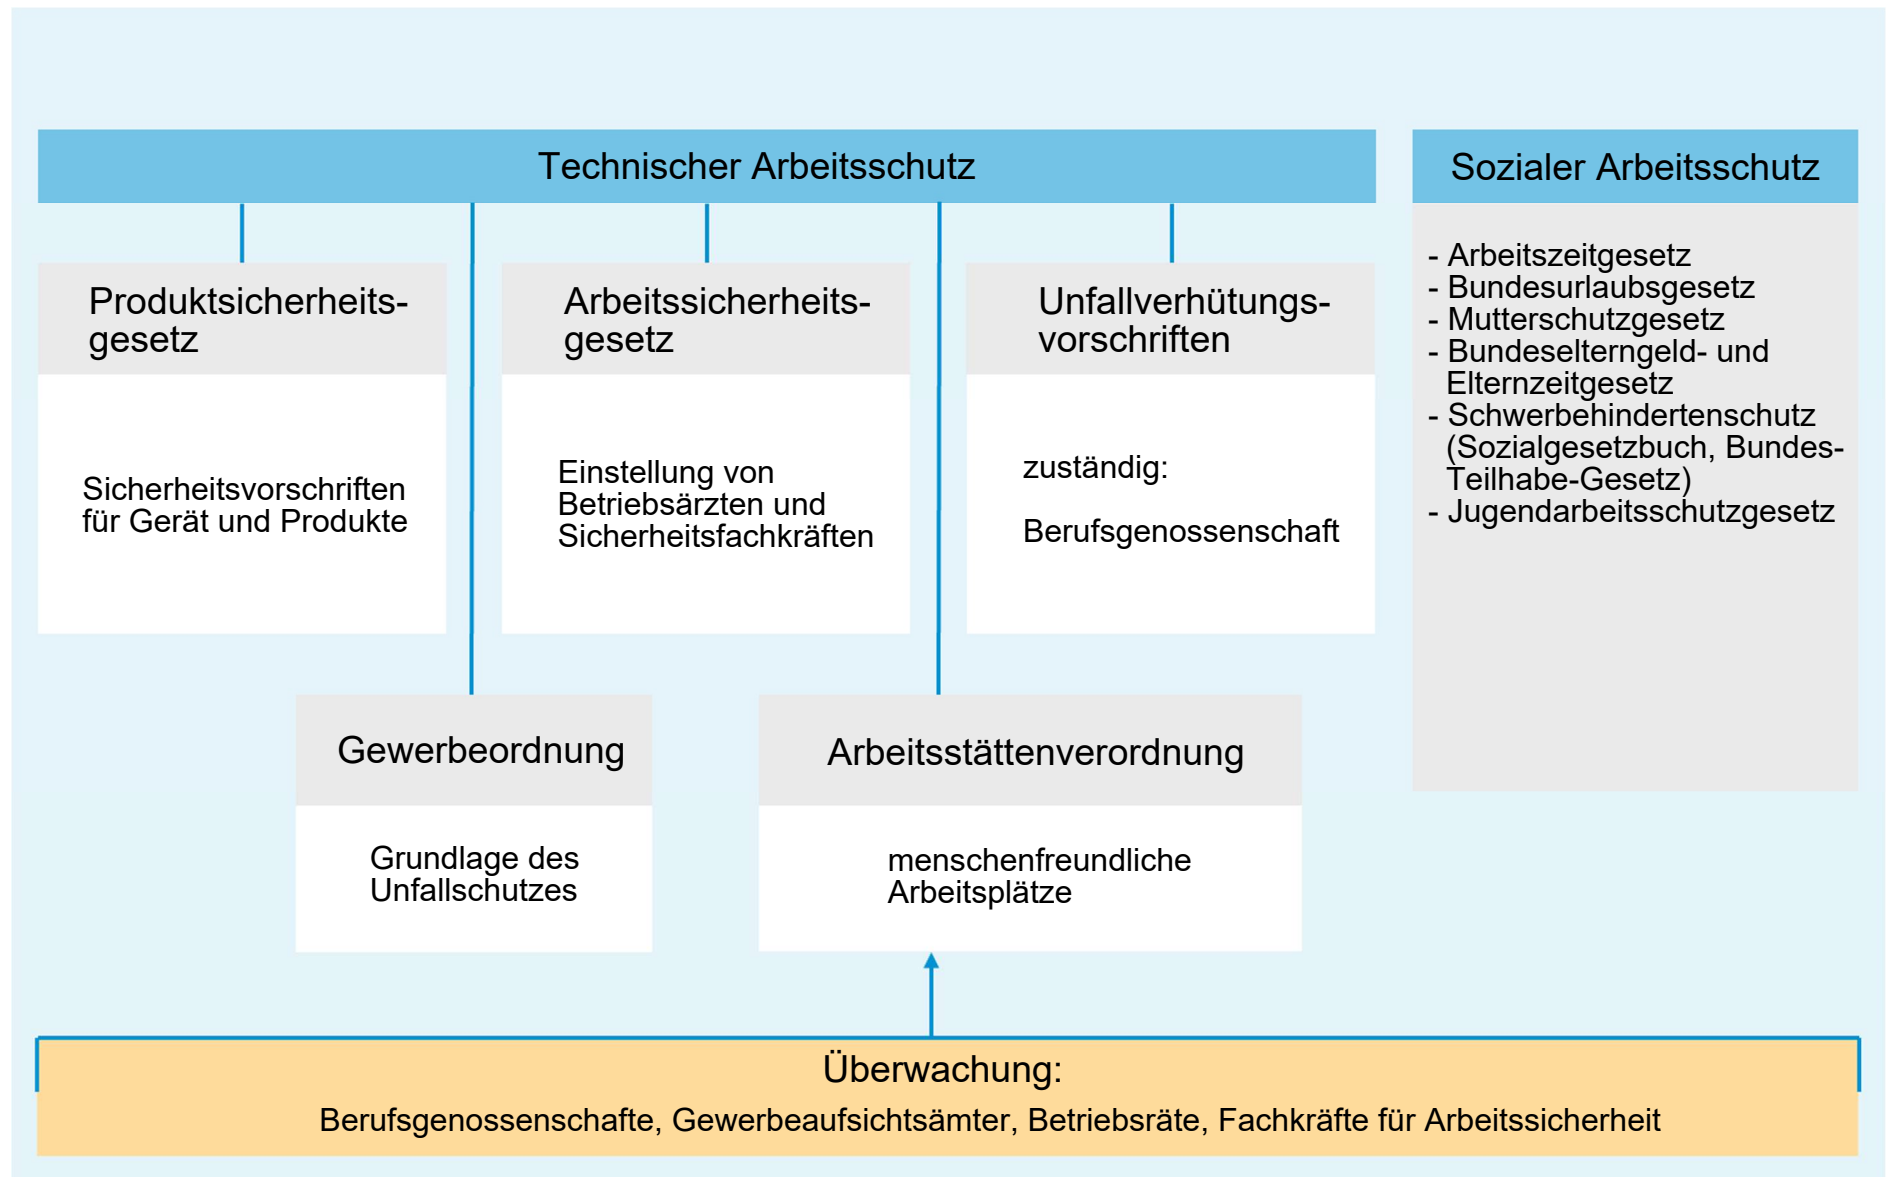 Technischer Arbeitsschutz
Sozialer Arbeitsschutz
Produktsicherheits-
gesetz
Sicherheitsvorschriften
für Gerät und Produkte
Arbeitssicherheits-
gesetz
Einstellung von
Betriebsärzten und
Sicherheitsfachkräften
Unfallverhütungs-
vorschriften
zuständig:
Berufsgenossenschaft
- Arbeitszeitgesetz
- Bundesurlaubsgesetz
- Mutterschutzgesetz
- Bundeselterngeld- und
Elternzeitgesetz
- Schwerbehindertenschutz
(Sozialgesetzbuch, Bundes-
Teilhabe-Gesetz)
- Jugendarbeitsschutzgesetz
Gewerbeordnung
Grundlage des
Unfallschutzes
Arbeitsstättenverordnung
menschenfreundliche
Arbeitsplätze
Überwachung:
Berufsgenossenschafte, Gewerbeaufsichtsämter, Betriebsräte, Fachkräfte für Arbeitssicherheit